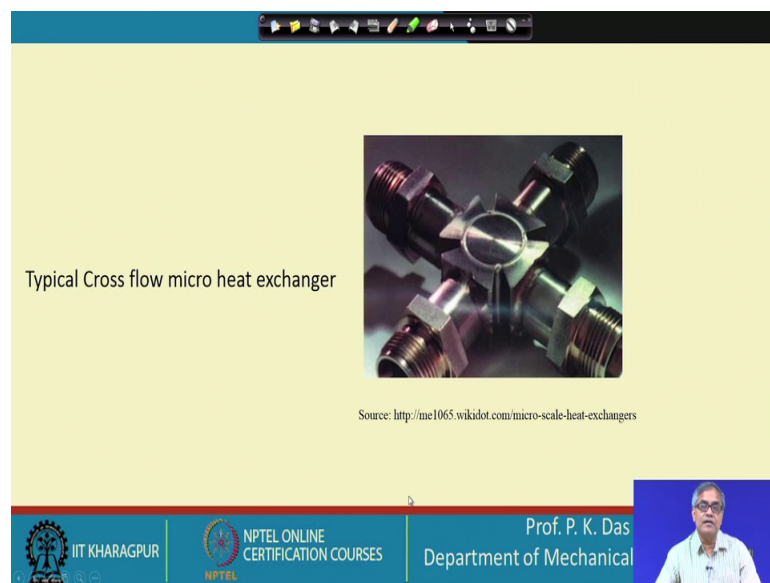 Typical Cross flow micro heat exchanger
Source: http://me1065.wikidot.com/micro-scale-heat-exchangers
IIT KHARAGPUR
NPTEL
NPTEL ONLINE
CERTIFICATION COURSES
Prof. P. K. Das
Department of Mechanical